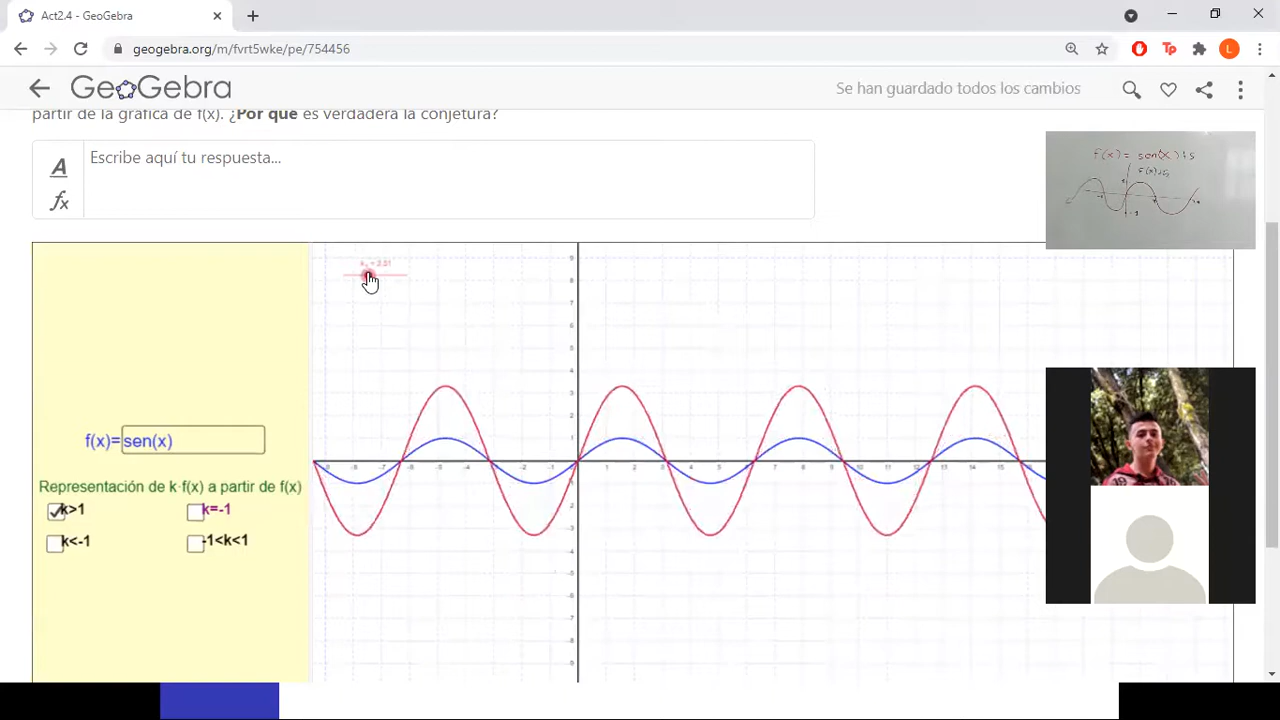 Act2.4 - GeoGebra
geogebra.org/m/fvrt5wke/pe/754456
L
GeoGebra
Se han guardado todos los cambios
partir de la gráfica de f(x). ¿Por qué es verdadera la conjetura?
A
Escribe aquí tu respuesta...
fx
f(x)= sen(x)
Representación de k·f(x) a partir de f(x)
k>1
k=-1
k<-1
-1<k<1
f(x) = sen(x)+s